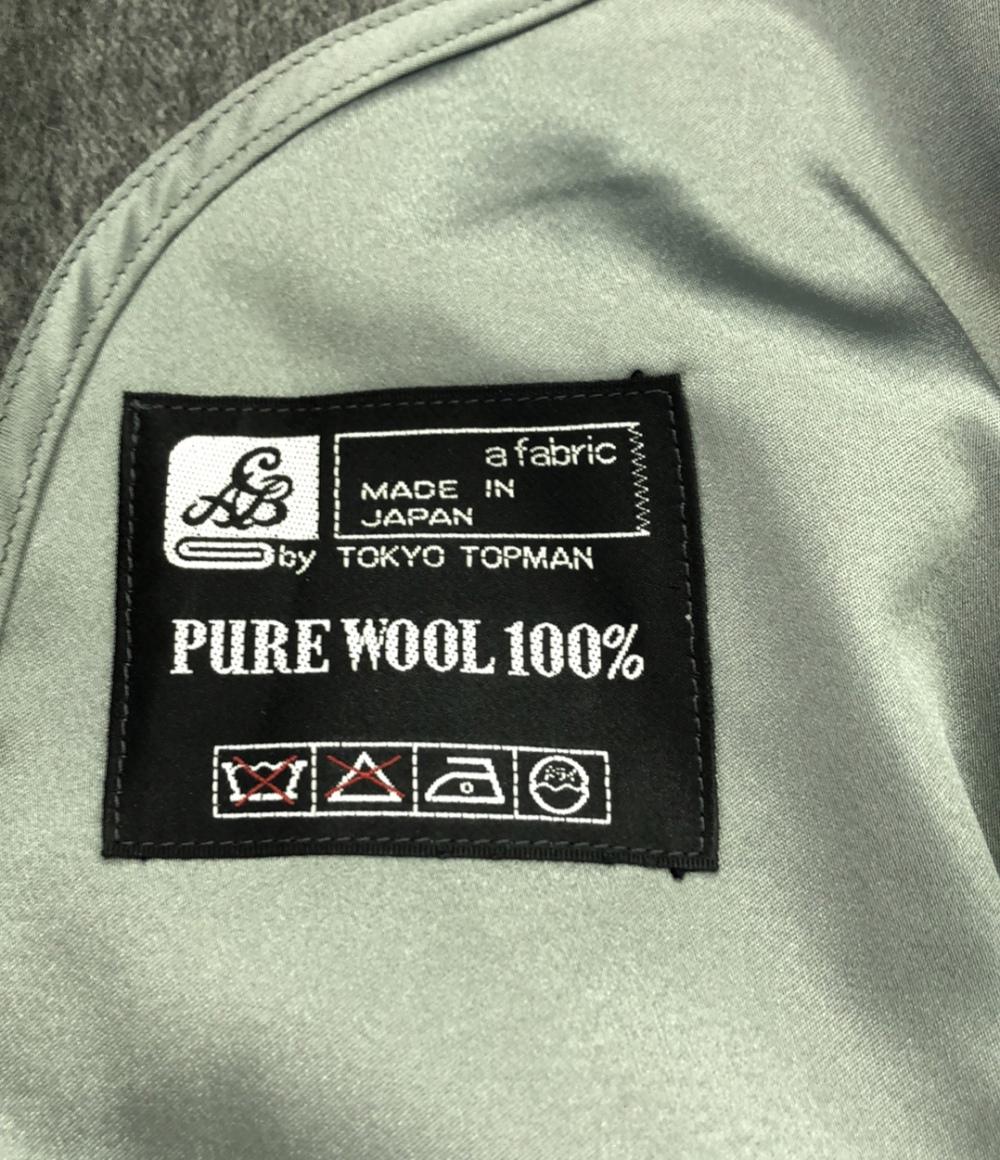 a fabric
MADE IN
JAPAN
by TOKYO TOPMAN
PURE WOOL 100%